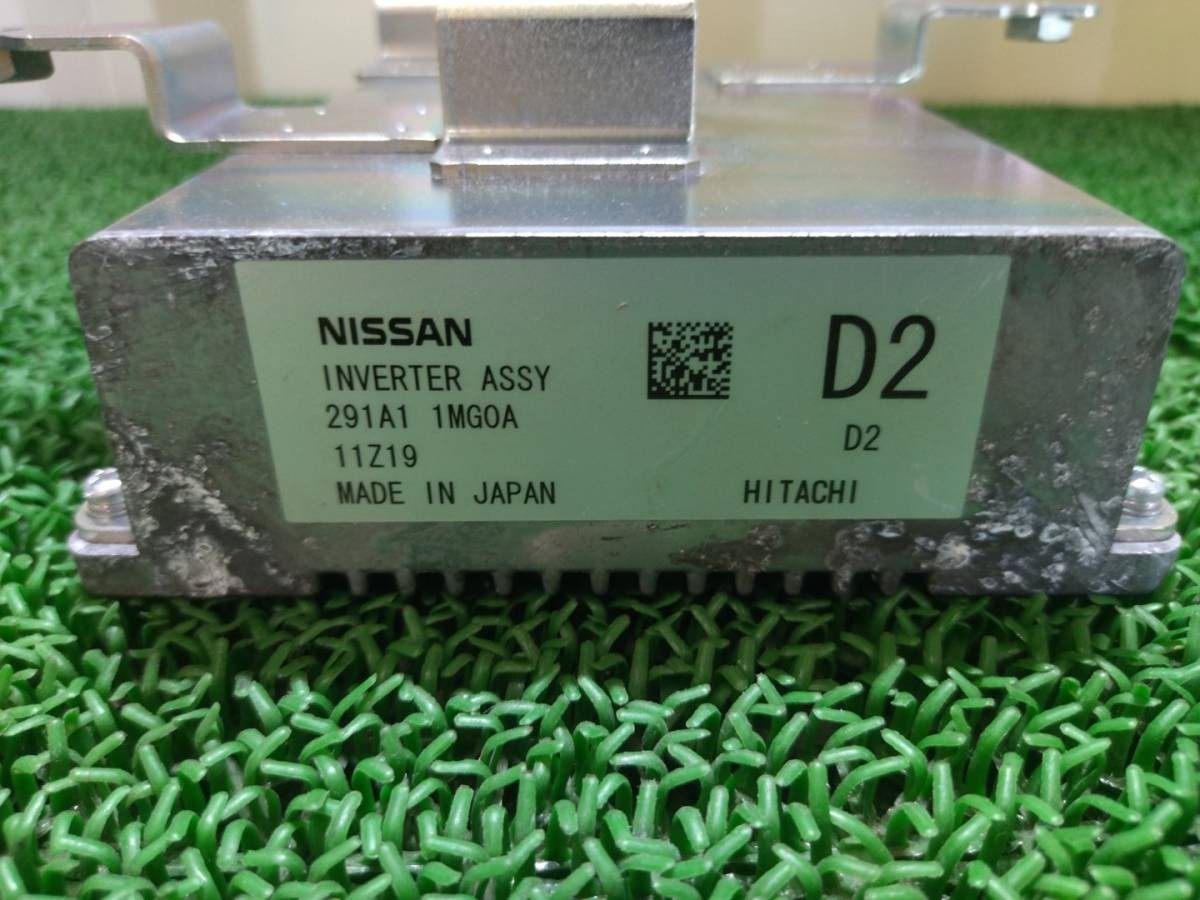 NISSAN
INVERTER ASSY
291A1 1MG0A
11Z19
MADE IN JAPAN
D2
D2
HITACHI